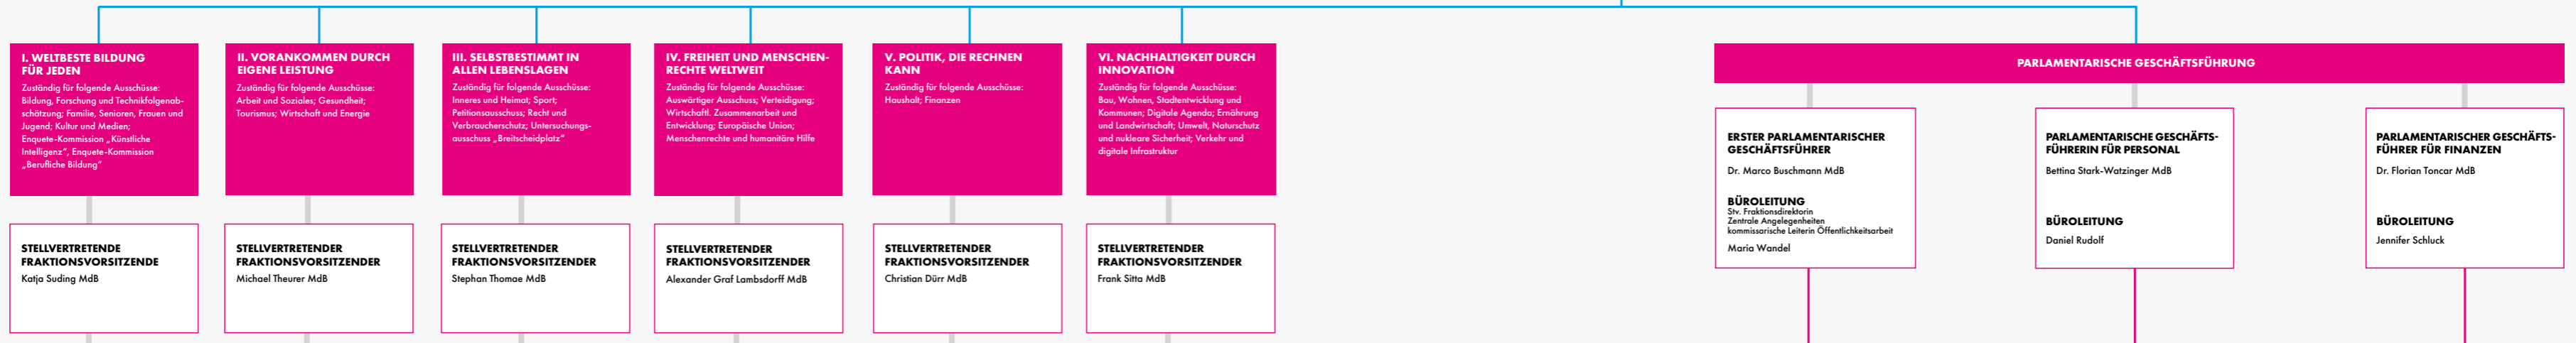 I. WELTBESTE BILDUNG
FÜR JEDEN
Zuständig für folgende Ausschüsse:
Bildung, Forschung und Technikfolgenab-
schätzung; Familie, Senioren, Frauen und
Jugend; Kultur und Medien;
Enquete-Kommission „Künstliche
Intelligenz“, Enquete-Kommission
„Berufliche Bildung“
STELLVERTRETENDE
FRAKTIONSVORSITZENDE
Katja Suding MdB
II. VORANKOMMEN DURCH
EIGENE LEISTUNG
Zuständig für folgende Ausschüsse:
Arbeit und Soziales; Gesundheit;
Tourismus; Wirtschaft und Energie
STELLVERTRETENDER
FRAKTIONSVORSITZENDER
Michael Theurer MdB
III. SELBSTBESTIMMT IN
ALLEN LEBENSLAGEN
Zuständig für folgende Ausschüsse:
Inneres und Heimat; Sport;
Petitionsausschuss; Recht und
Verbraucherschutz; Untersuchungs-
ausschuss „Breitscheidplatz“
STELLVERTRETENDER
FRAKTIONSVORSITZENDER
Stephan Thomae MdB
IV. FREIHEIT UND MENSCHEN-
RECHTE WELTWEIT
Zuständig für folgende Ausschüsse:
Auswärtiger Ausschuss; Verteidigung;
Wirtschaftl. Zusammenarbeit und
Entwicklung; Europäische Union;
Menschenrechte und humanitäre Hilfe
STELLVERTRETENDER
FRAKTIONSVORSITZENDER
Alexander Graf Lambsdorff MdB
V. POLITIK, DIE RECHNEN
KANN
Zuständig für folgende Ausschüsse:
Haushalt; Finanzen
STELLVERTRETENDER
FRAKTIONSVORSITZENDER
Christian Dürr MdB
VI. NACHHALTIGKEIT DURCH
INNOVATION
Zuständig für folgende Ausschüsse:
Bau, Wohnen, Stadtentwicklung und
Kommunen; Digitale Agenda; Ernährung
und Landwirtschaft; Umwelt, Naturschutz
und nukleare Sicherheit; Verkehr und
digitale Infrastruktur
STELLVERTRETENDER
FRAKTIONSVORSITZENDER
Frank Sitta MdB
PARLAMENTARISCHE GESCHÄFTSFÜHRUNG
ERSTER PARLAMENTARISCHER
GESCHÄFTSFÜHRER
Dr. Marco Buschmann MdB
BÜROLEITUNG
Stv. Fraktionsdirektorin
Zentrale Angelegenheiten
kommissarische Leiterin Öffentlichkeitsarbeit
Maria Wandel
PARLAMENTARISCHE GESCHÄFTS-
FÜHRERIN FÜR PERSONAL
Bettina Stark-Watzinger MdB
BÜROLEITUNG
Daniel Rudolf
PARLAMENTARISCHER GESCHÄFTS-
FÜHRER FÜR FINANZEN
Dr. Florian Toncar MdB
BÜROLEITUNG
Jennifer Schluck